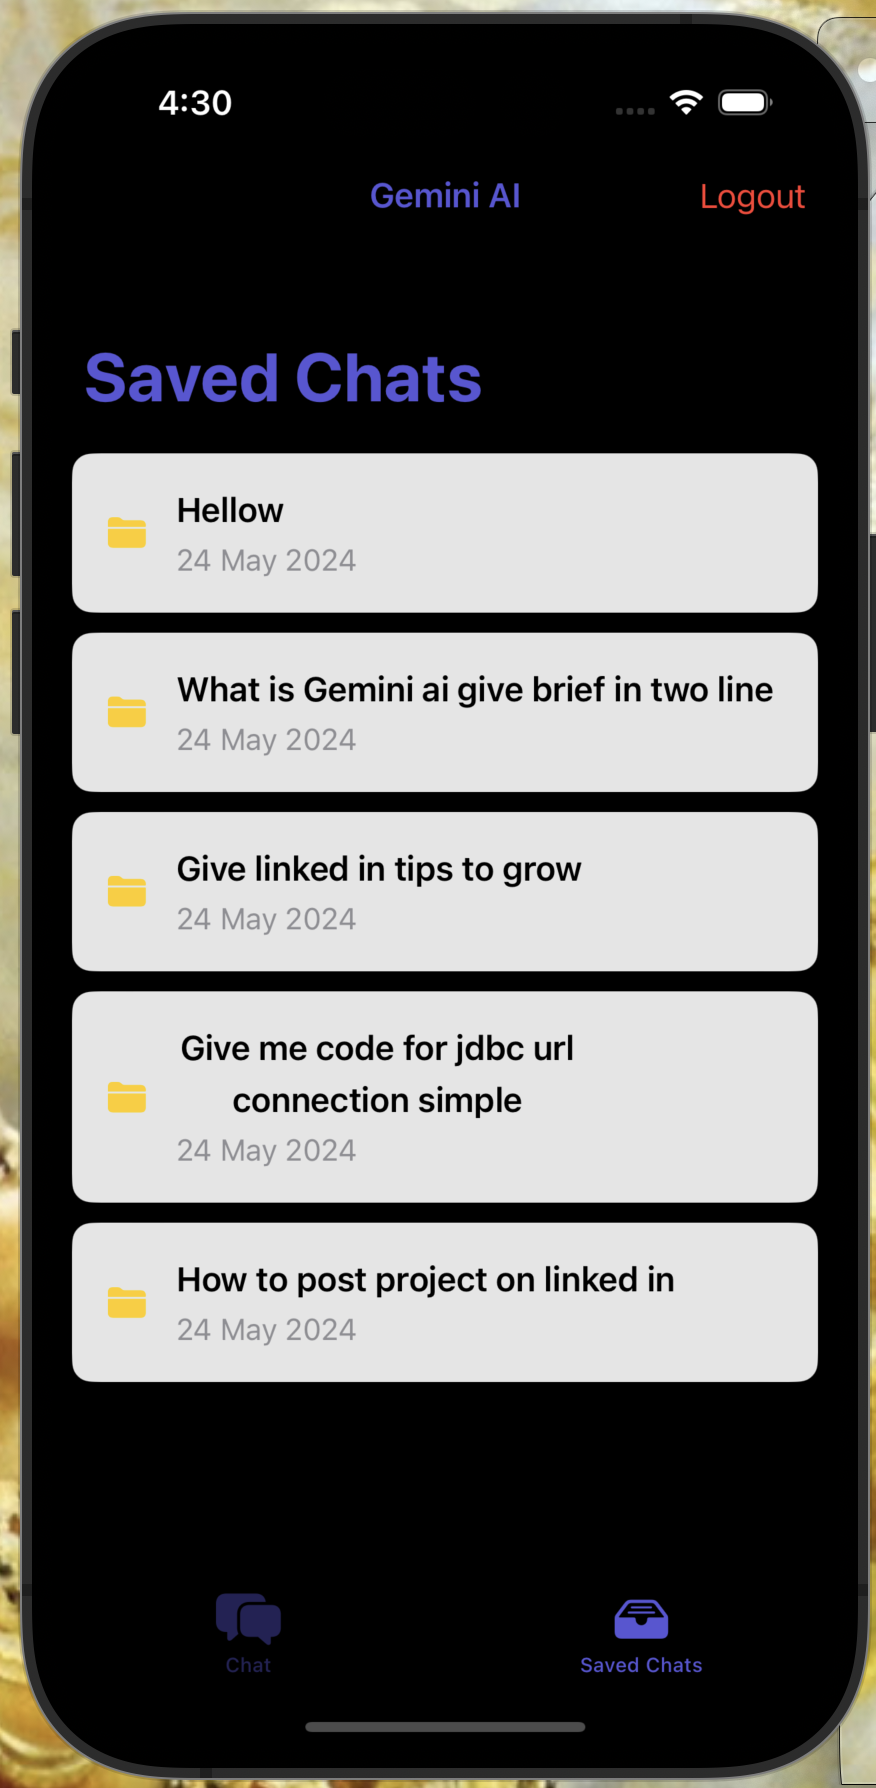 4:30
Gemini AI
Logout
Saved Chats
Hellow
24 May 2024
What is Gemini ai give brief in two line
24 May 2024
Give linked in tips to grow
24 May 2024
Give me code for jdbc url
connection simple
24 May 2024
How to post project on linked in
24 May 2024
Chat
Saved Chats